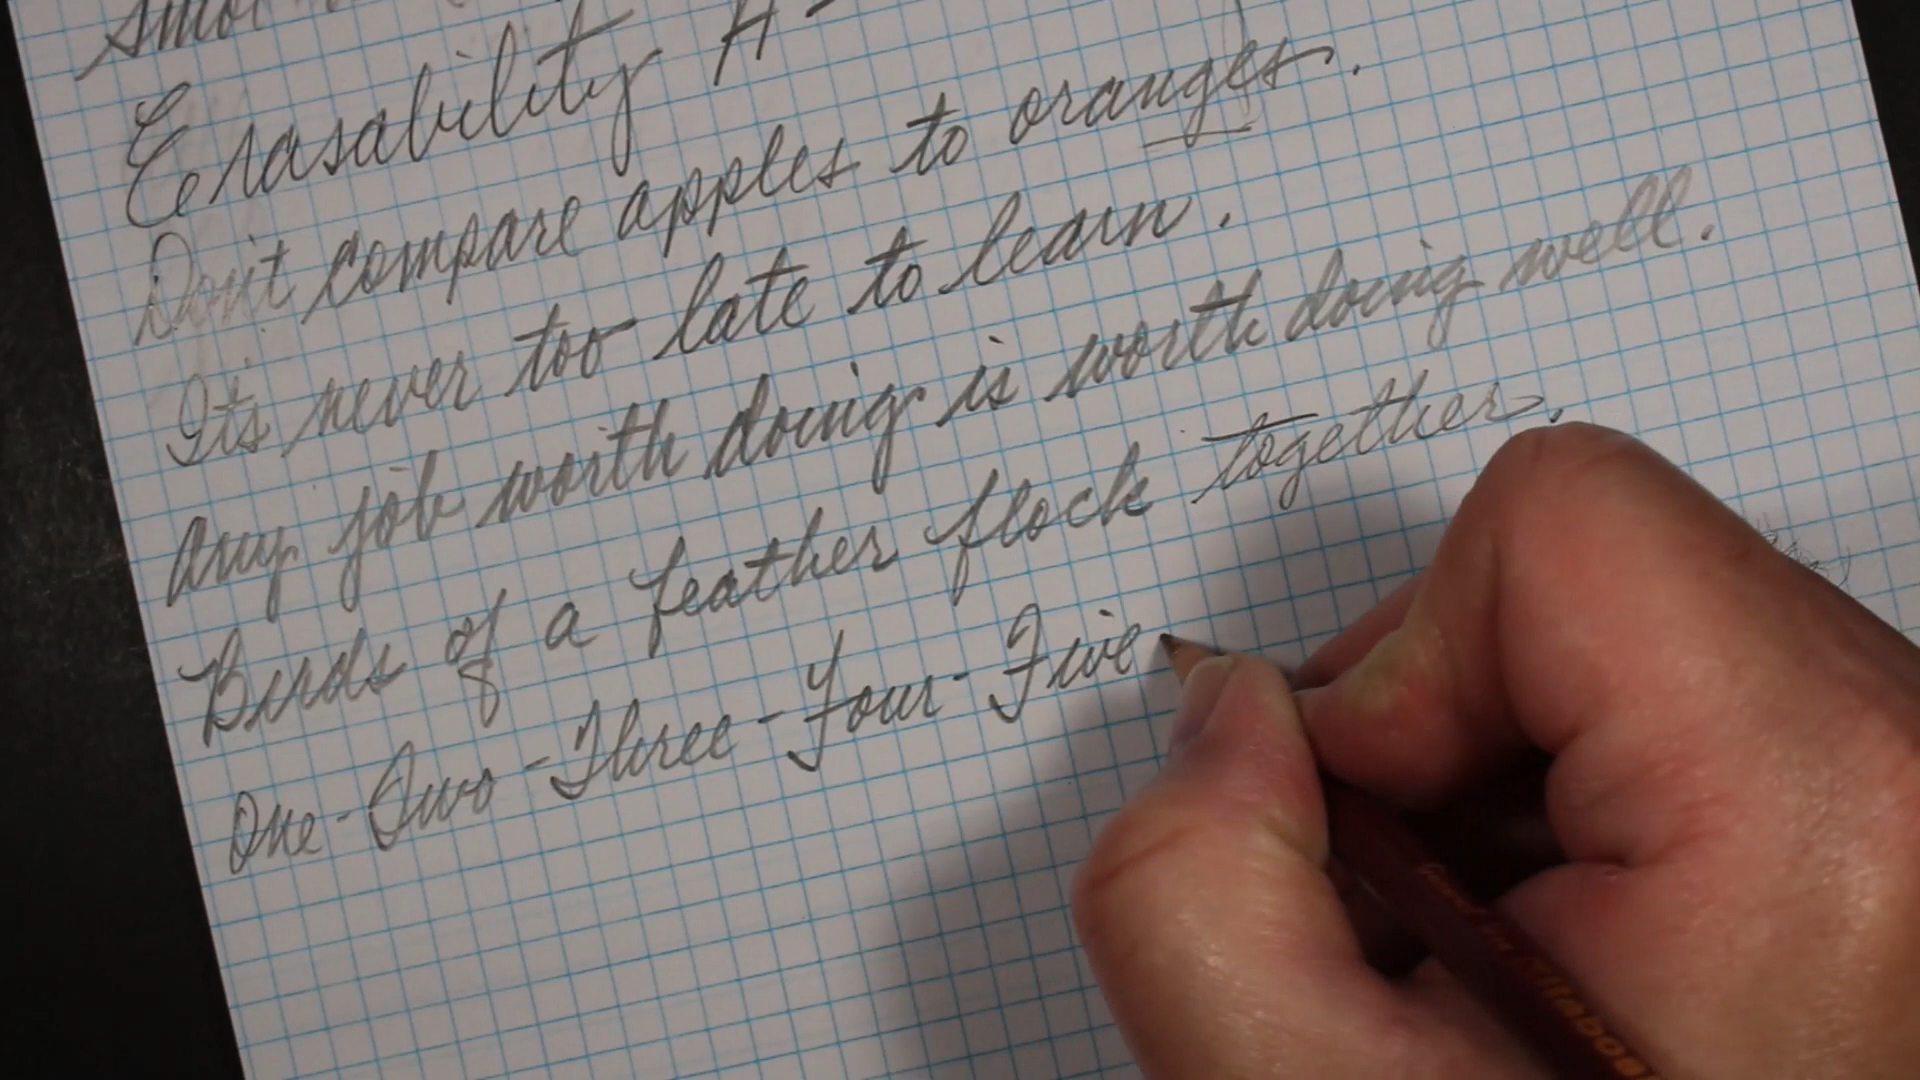 Erasability A-
Don't compare apples to oranges.
It's never too late to learn.
Any job worth doing is worth doing well.
Birds of a feather flock together.
One-Two-Three-Four-Five